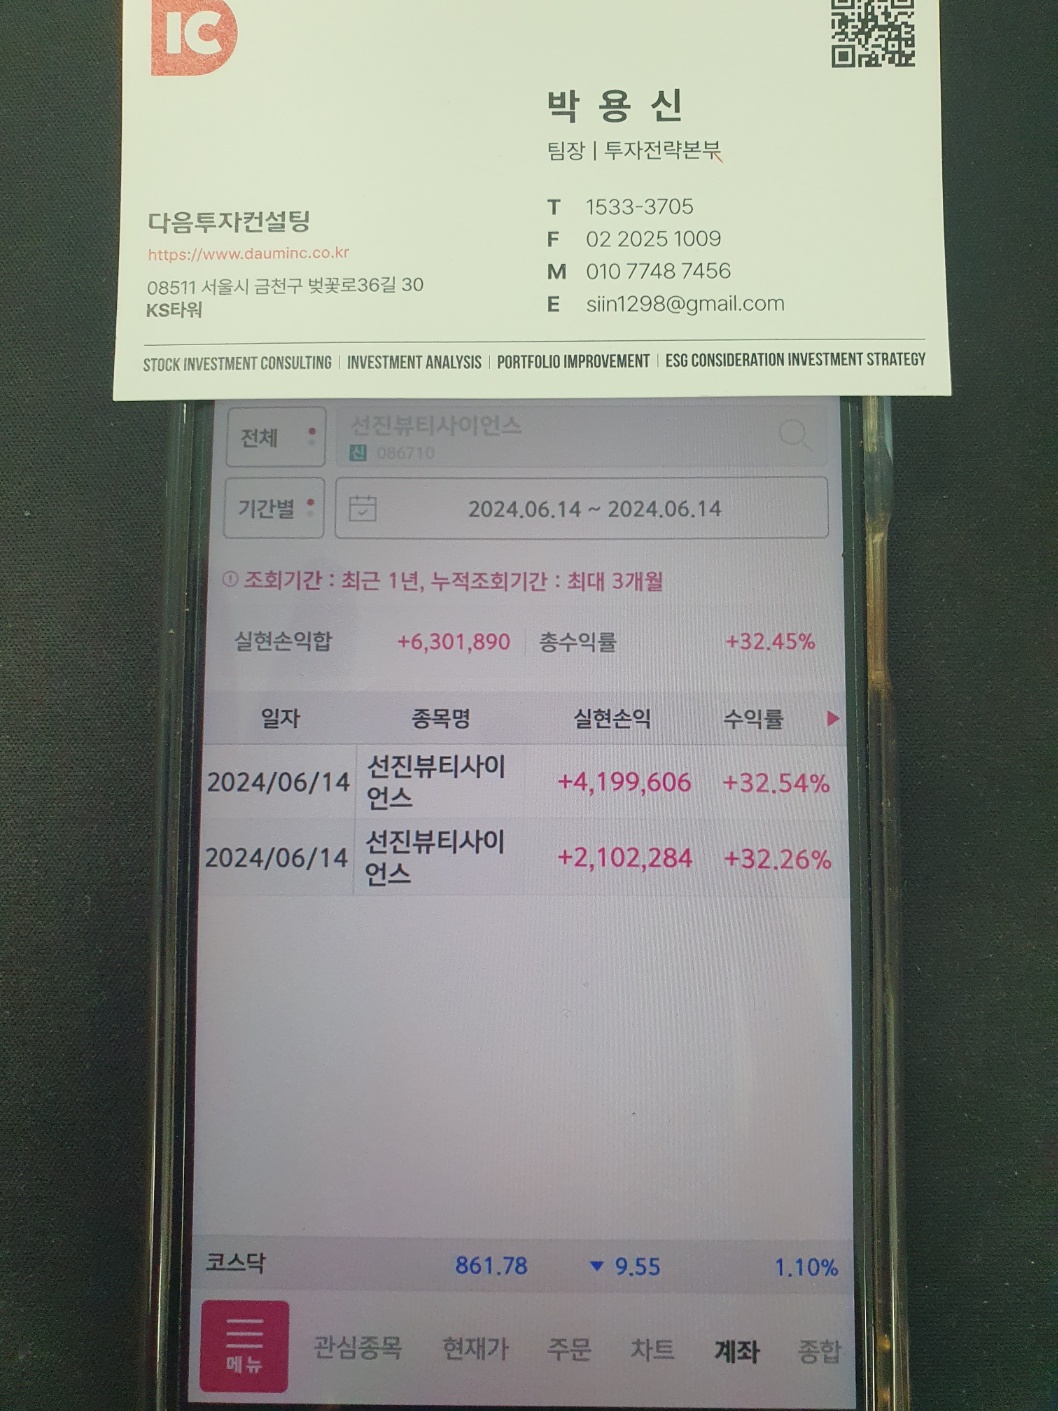 IC
박용신
팀장 | 투자전략본부
T 1533-3705
F 02 2025 1009
M 010 7748 7456
E siin1298@gmail.com
다음투자컨설팅
https://www.dauminc.co.kr
08511 서울시 금천구 벚꽃로36길 30
KS타워
STOCK INVESTMENT CONSULTING | INVESTMENT ANALYSIS | PORTFOLIO IMPROVEMENT | ESG CONSIDERATION INVESTMENT STRATEGY
전체 선진뷰티사이언스
신 086710
기간별 2024.06.14 ~ 2024.06.14
조회기간 : 최근 1년, 누적조회기간 : 최대 3개월
실현손익합 +6,301,890 총수익률 +32.45%
일자 종목명 실현손익 수익률
2024/06/14 선진뷰티사이 +4,199,606 +32.54%
언스
2024/06/14 선진뷰티사이 +2,102,284 +32.26%
언스
코스닥 861.78 ▼ 9.55 1.10%
메뉴 관심종목 현재가 주문 차트 계좌 종합